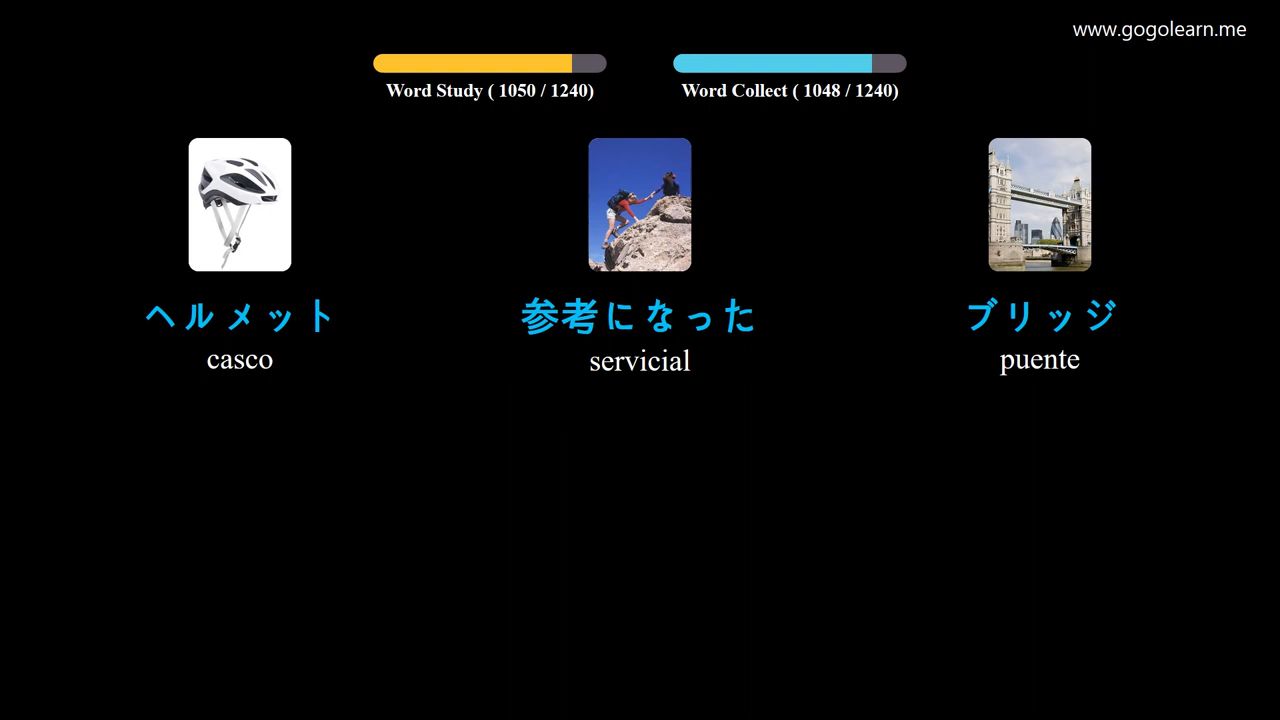 www.gogolearn.me
Word Study ( 1050 / 1240)
Word Collect ( 1048 / 1240)
ヘルメット
参考になった
ブリッジ
casco
servicial
puente